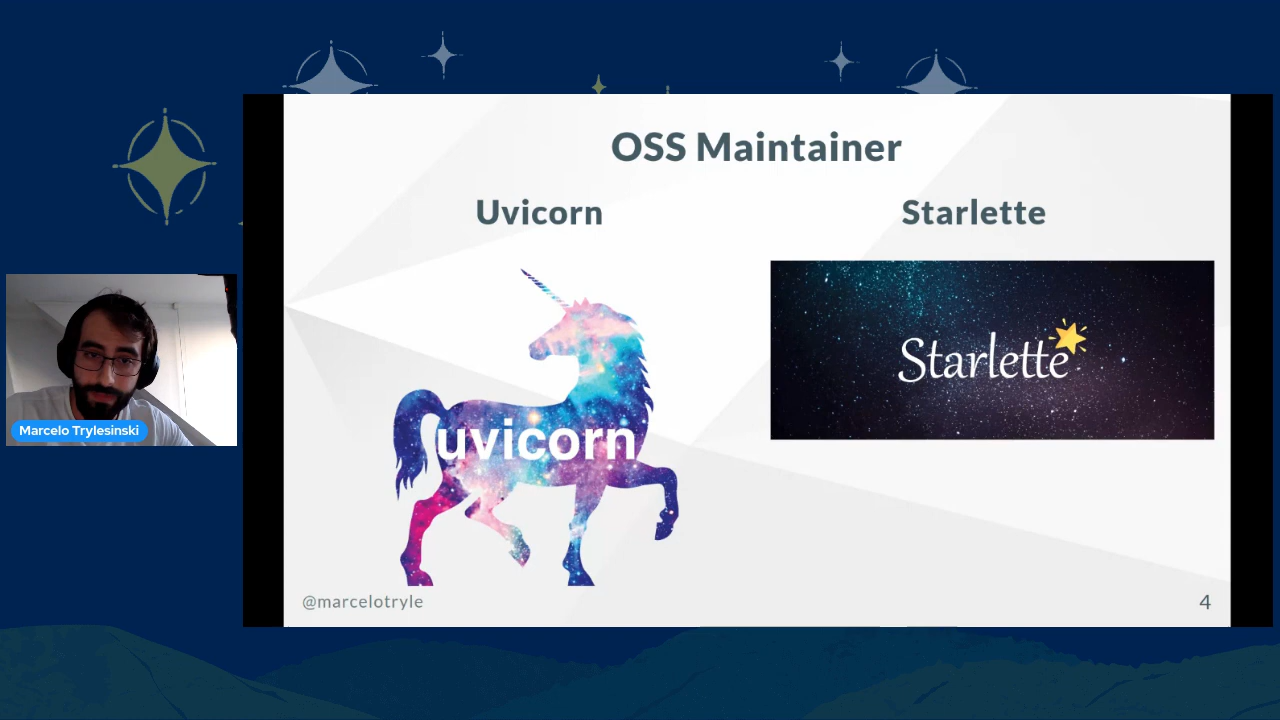 OSS Maintainer
Uvicorn
Starlette
uvicorn
Starlette
Marcelo Trylesinski
@marcelotryle
4